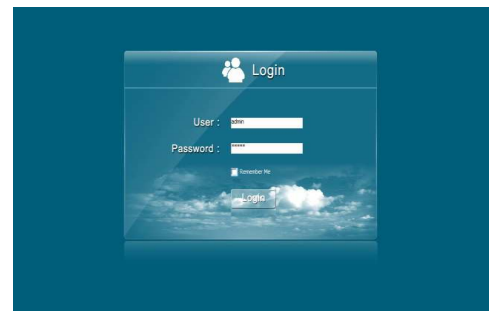 Login
User : admin
Password : *****
Remember Me
Login